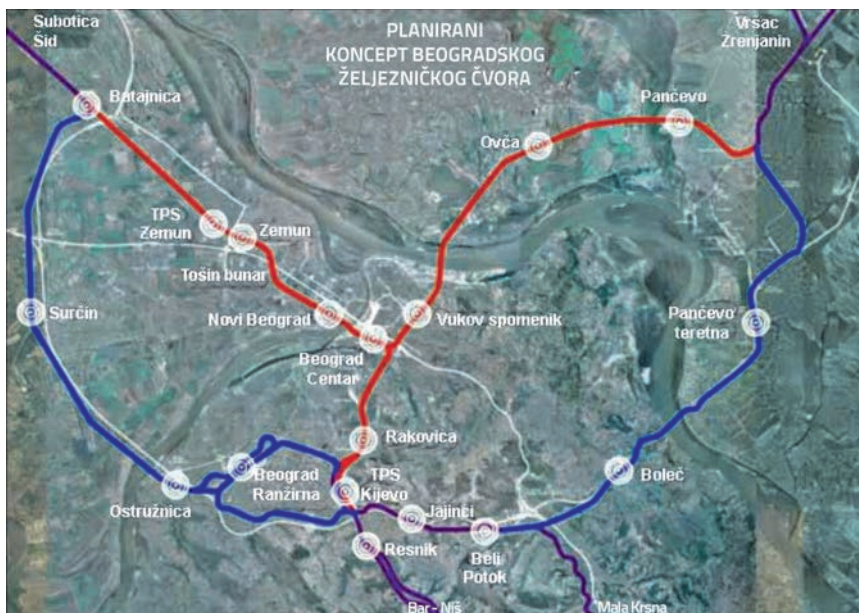 Subotica
Šid
PLANIRANI
KONCEPT BEOGRADSKOG
ŽELJEZNIČKOG ČVORA
Vršac
Zrenjanin
Batajnica
Pančevo
Ovča
TPS
Zemun
Zemun
Tošin bunar
Surčin
Novi Beograd
Vukov spomenik
Pančevo
teretna
Beograd
Centar
Rakovica
Beograd
Ranžirna
TPS
Kijevo
Boleč
Ostružnica
Jajinci
Resnik
Beli
Potok
Bar - Niš
Mala Krsna